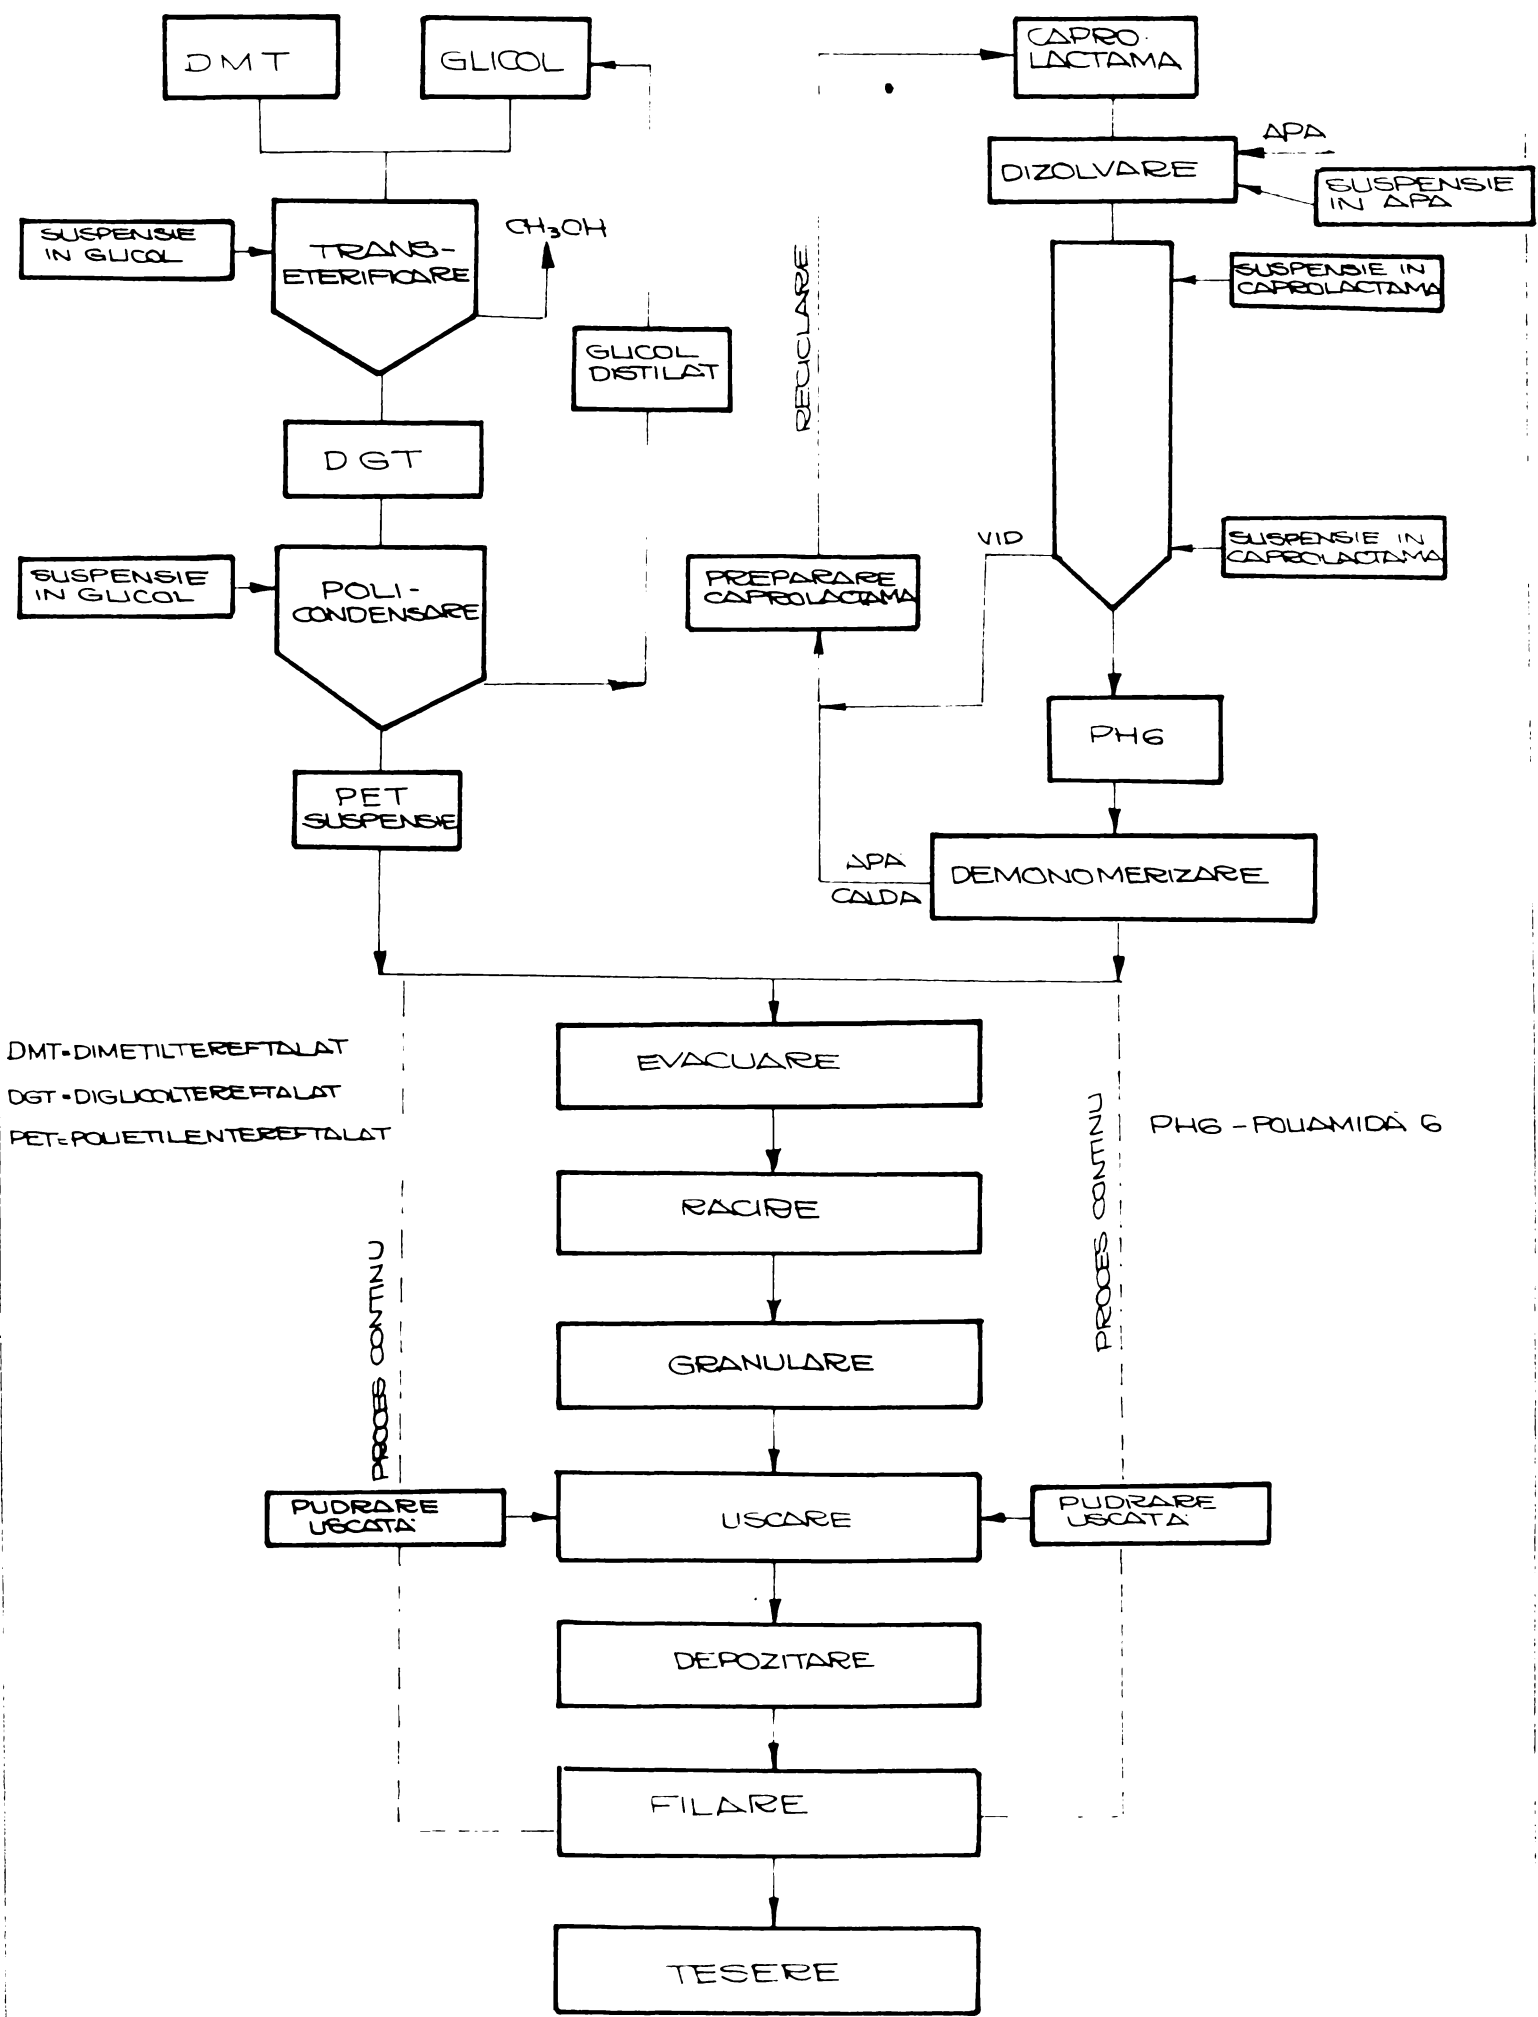 DMT
GLICOL
CAPRO-
LACTAMA
APA
DIZOLVARE
SUSPENSIE
IN APA
SUSPENSIE
IN GLICOL
TRANS-
ETERIFICARE
CH₃OH
SUSPENSIE IN
CAPROLACTAMA
RECICLARE
GLICOL
DISTILAT
DGT
VID
SUSPENSIE IN
CAPROLACTAMA
SUSPENSIE
IN GLICOL
POLI-
CONDENSARE
PREPARARE
CAPROLACTAMA
PH6
PET
SUSPENSIE
APA
CALDA
DEMONOMERIZARE
DMT=DIMETILTEREFTALAT
DGT=DIGLICOLTEREFTALAT
PET=POLIETILENTEREFTALAT
EVACUARE
PROCES CONTINU
PH6-POLIAMIDĂ 6
RACIRE
PROCES CONTINU
GRANULARE
PUDRARE
USCATĂ
USCARE
PUDRARE
USCATĂ
DEPOZITARE
FILARE
TESERE